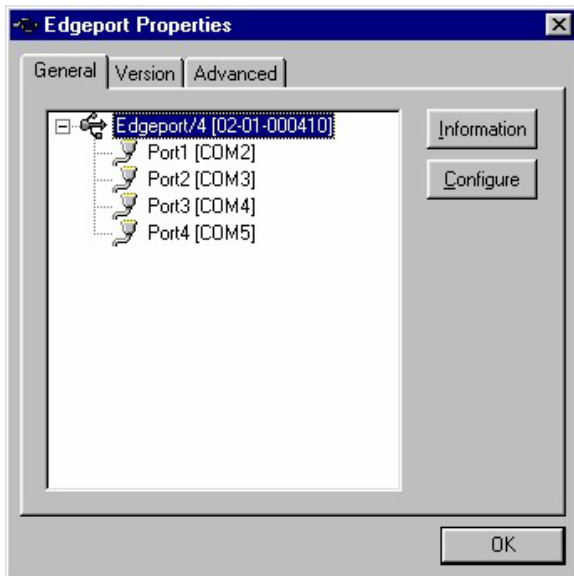 Edgeport Properties
General Version Advanced
Edgeport/4 [02-01-000410]
Port1 [COM2]
Port2 [COM3]
Port3 [COM4]
Port4 [COM5]
Information
Configure
OK